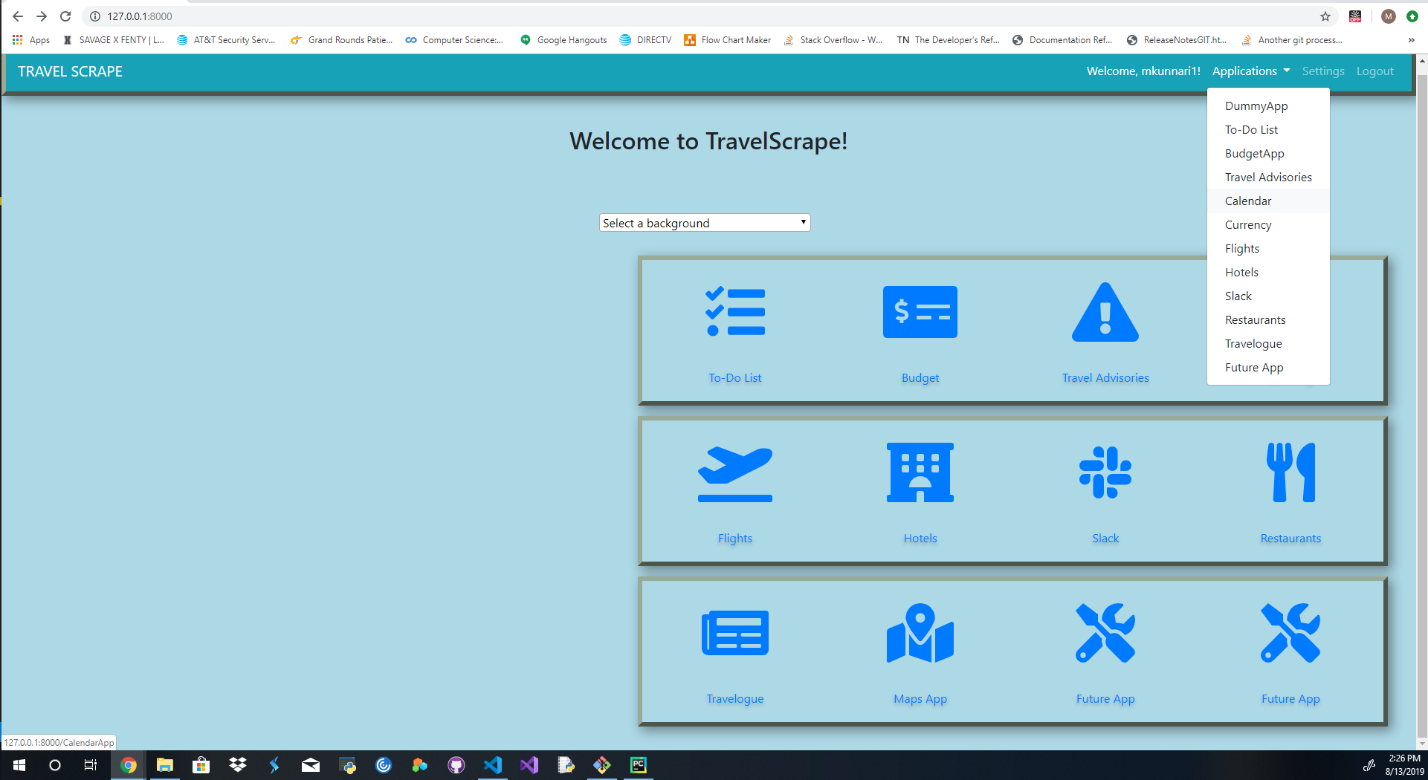 127.0.0.1:8000
M
Apps SAVAGE X FENTY | L... AT&T Security Serv... Grand Rounds Patie... Computer Science:... Google Hangouts DIRECTV Flow Chart Maker Stack Overflow - W... TN The Developer's Ref... Documentation Ref... ReleaseNotesGIT.ht... Another git process... »
TRAVEL SCRAPE Welcome, mkunnari1! Applications Settings Logout
DummyApp
To-Do List
BudgetApp
Travel Advisories
Calendar
Currency
Flights
Hotels
Slack
Restaurants
Travelogue
Future App
Welcome to TravelScrape!
Select a background
To-Do List Budget Travel Advisories
Flights Hotels Slack Restaurants
Travelogue Maps App Future App Future App
127.0.0.1:8000/CalendarApp
PC
2:26 PM
8/13/2019